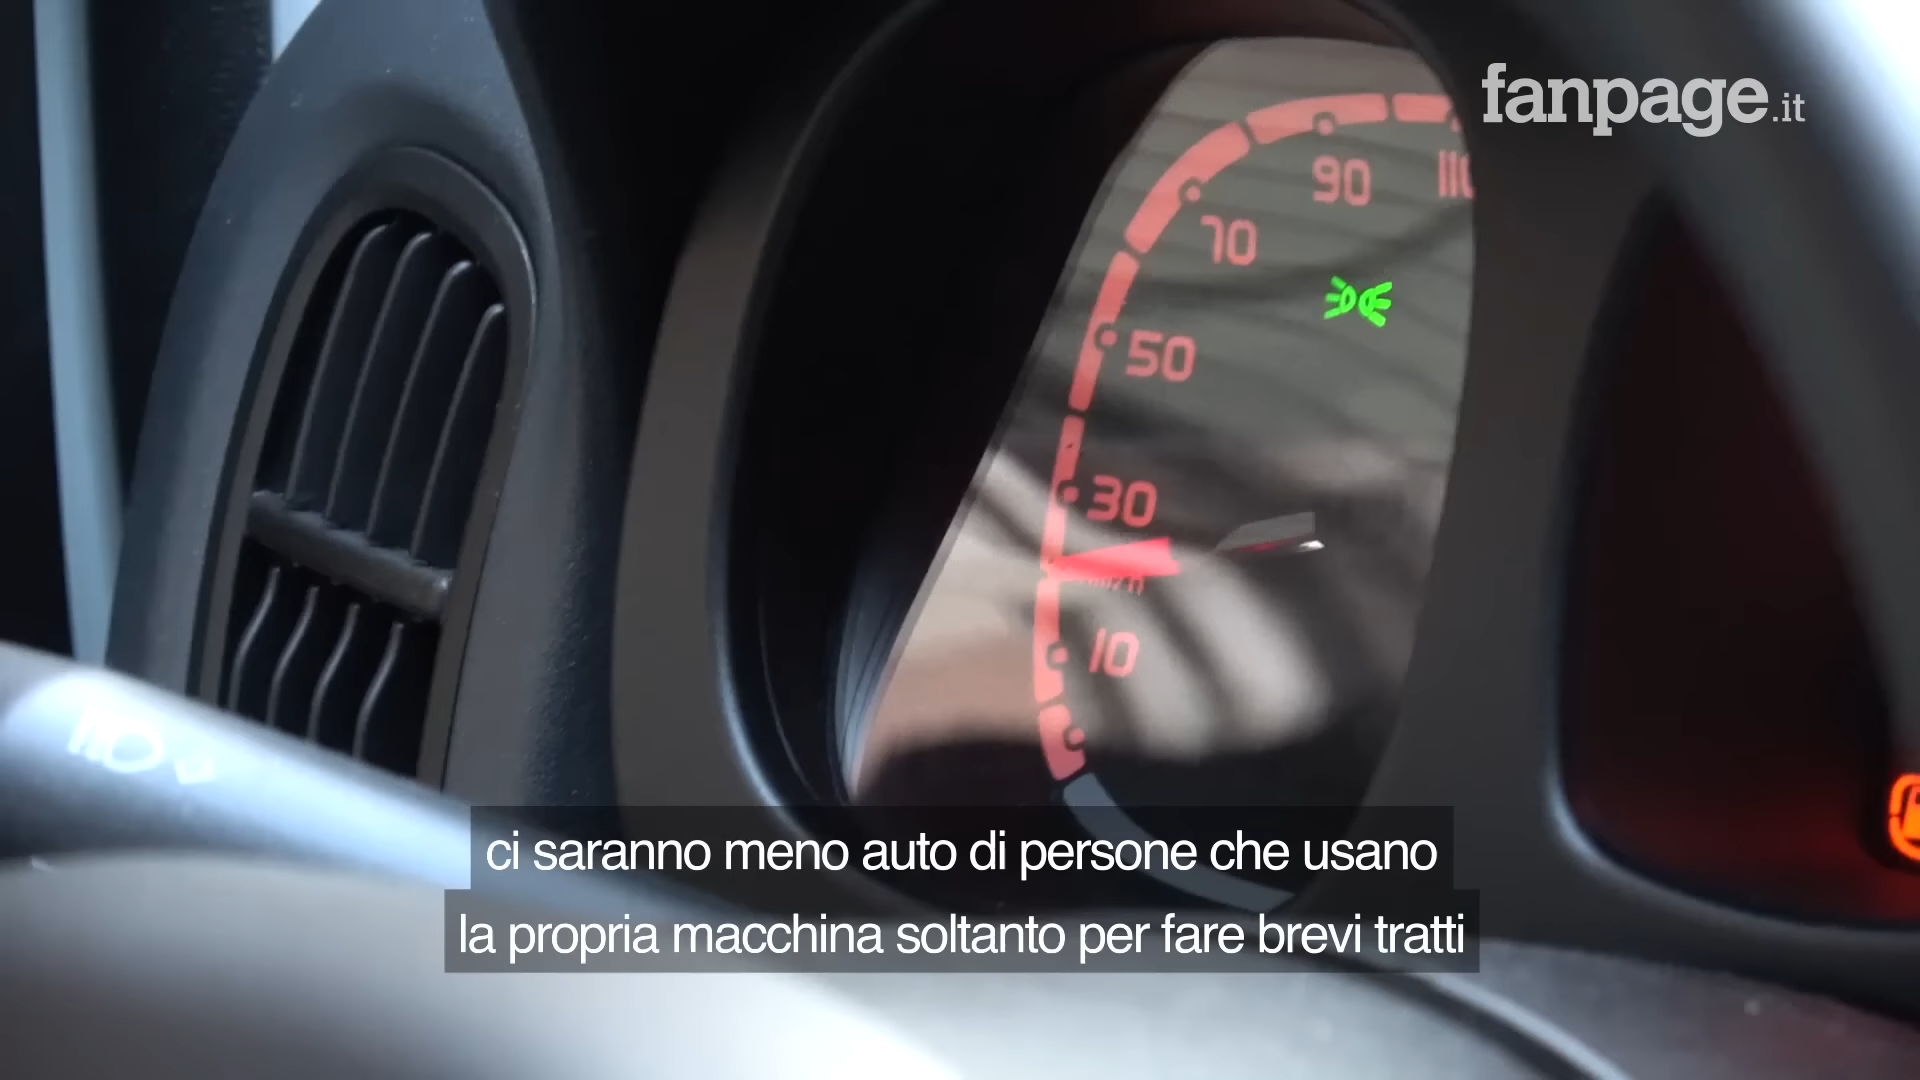 fanpage.it
90
110
70
50
30
km/h
10
ci saranno meno auto di persone che usano
la propria macchina soltanto per fare brevi tratti